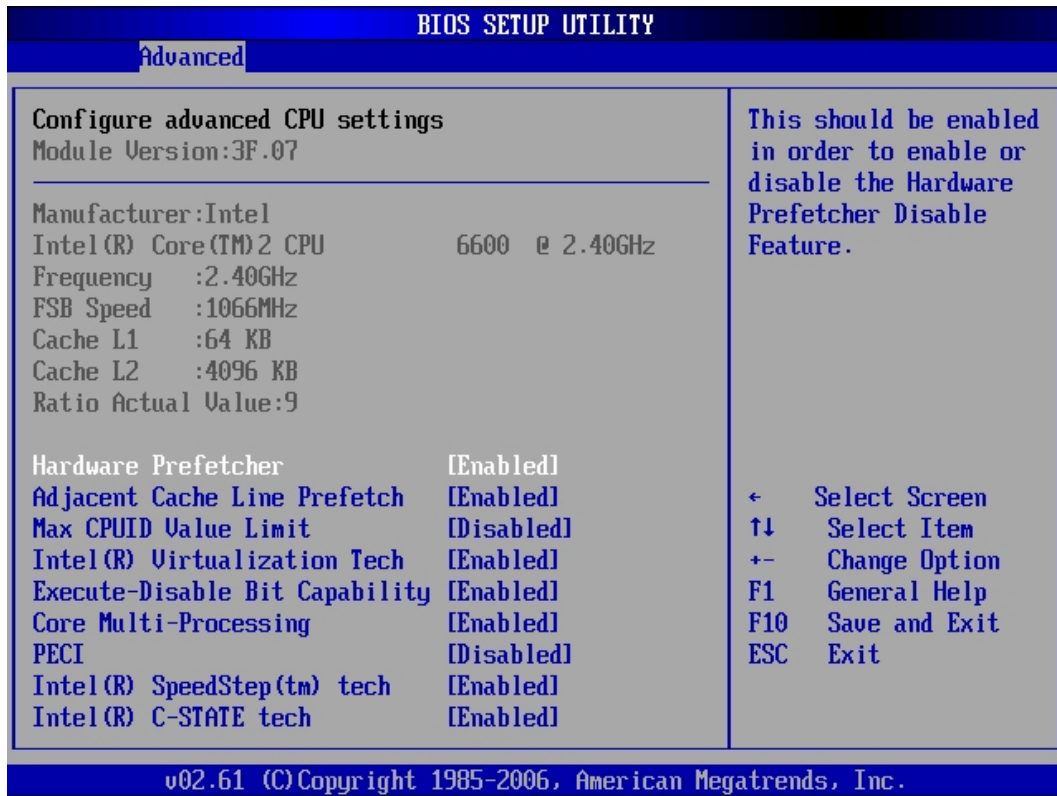 BIOS SETUP UTILITY
Advanced
Configure advanced CPU settings
Module Version:3F.07
Manufacturer:Intel
Intel(R) Core(TM)2 CPU 6600 @ 2.40GHz
Frequency :2.40GHz
FSB Speed :1066MHz
Cache L1 :64 KB
Cache L2 :4096 KB
Ratio Actual Value:9
Hardware Prefetcher [Enabled]
Adjacent Cache Line Prefetch [Enabled]
Max CPUID Value Limit [Disabled]
Intel(R) Virtualization Tech [Enabled]
Execute-Disable Bit Capability [Enabled]
Core Multi-Processing [Enabled]
PECI [Disabled]
Intel(R) SpeedStep(tm) tech [Enabled]
Intel(R) C-STATE tech [Enabled]
This should be enabled
in order to enable or
disable the Hardware
Prefetcher Disable
Feature.
← Select Screen
↑↓ Select Item
+- Change Option
F1 General Help
F10 Save and Exit
ESC Exit
v02.61 (C)Copyright 1985-2006, American Megatrends, Inc.